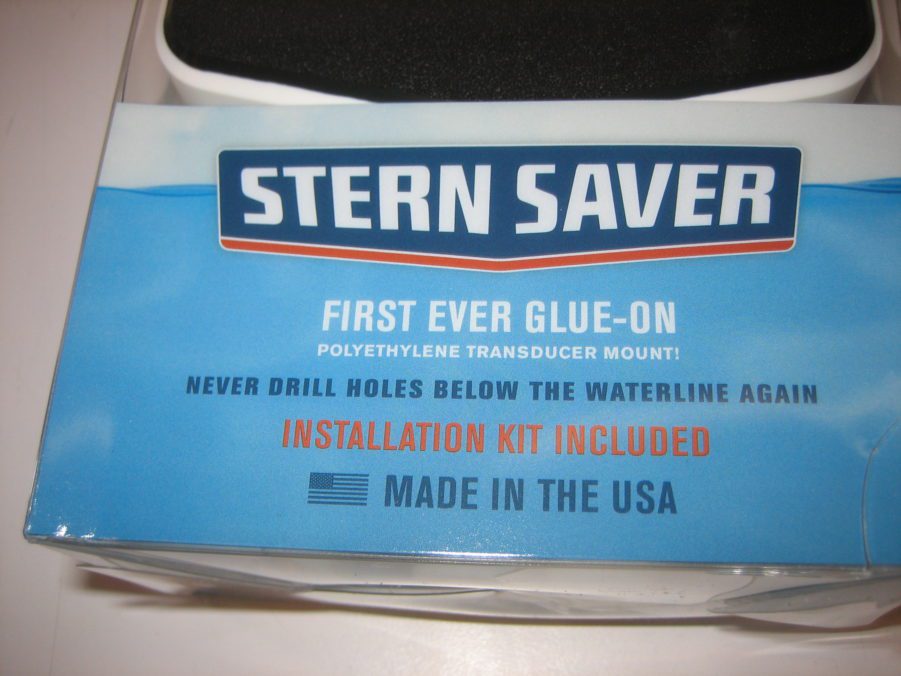 STERN SAVER
FIRST EVER GLUE-ON
POLYETHYLENE TRANSDUCER MOUNT!
NEVER DRILL HOLES BELOW THE WATERLINE AGAIN
INSTALLATION KIT INCLUDED
MADE IN THE USA